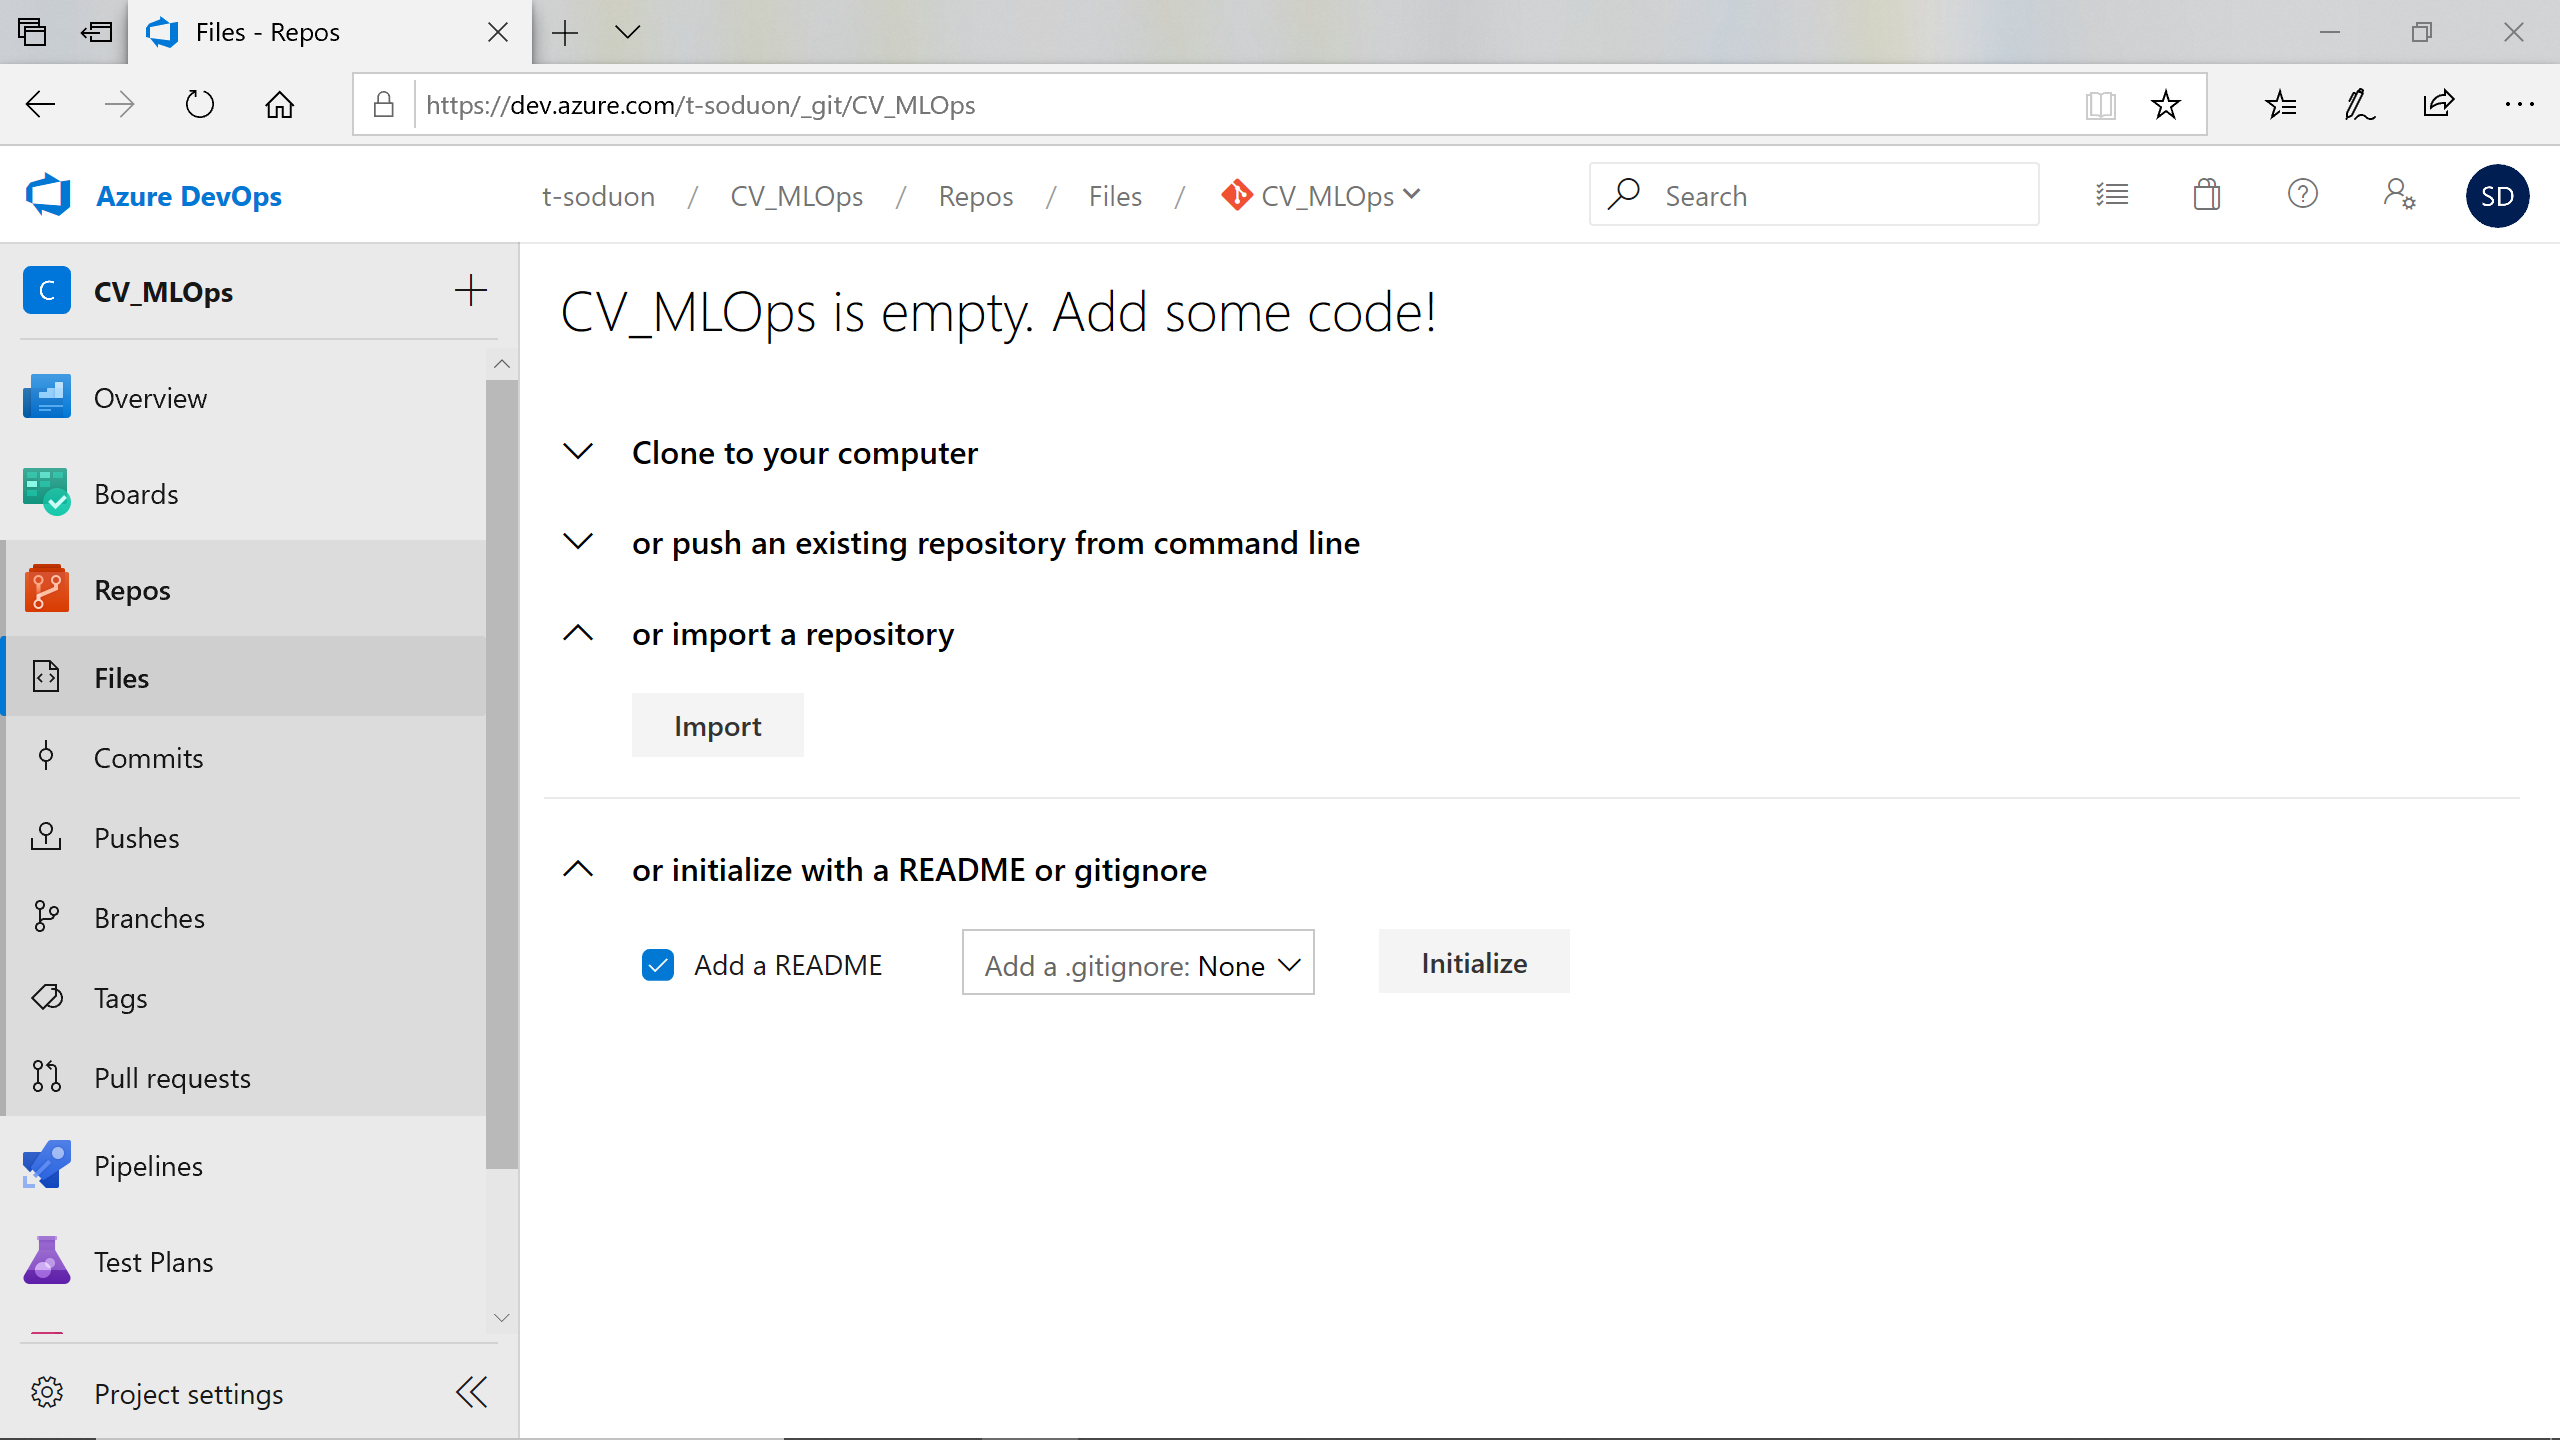 Files - Repos
https://dev.azure.com/t-soduon/_git/CV_MLOps
Azure DevOps
t-soduon / CV_MLOps / Repos / Files / CV_MLOps
Search
SD
C CV_MLOps
Overview
Boards
Repos
Files
Commits
Pushes
Branches
Tags
Pull requests
Pipelines
Test Plans
Project settings
CV_MLOps is empty. Add some code!
Clone to your computer
or push an existing repository from command line
or import a repository
Import
or initialize with a README or gitignore
Add a README
Add a .gitignore: None
Initialize